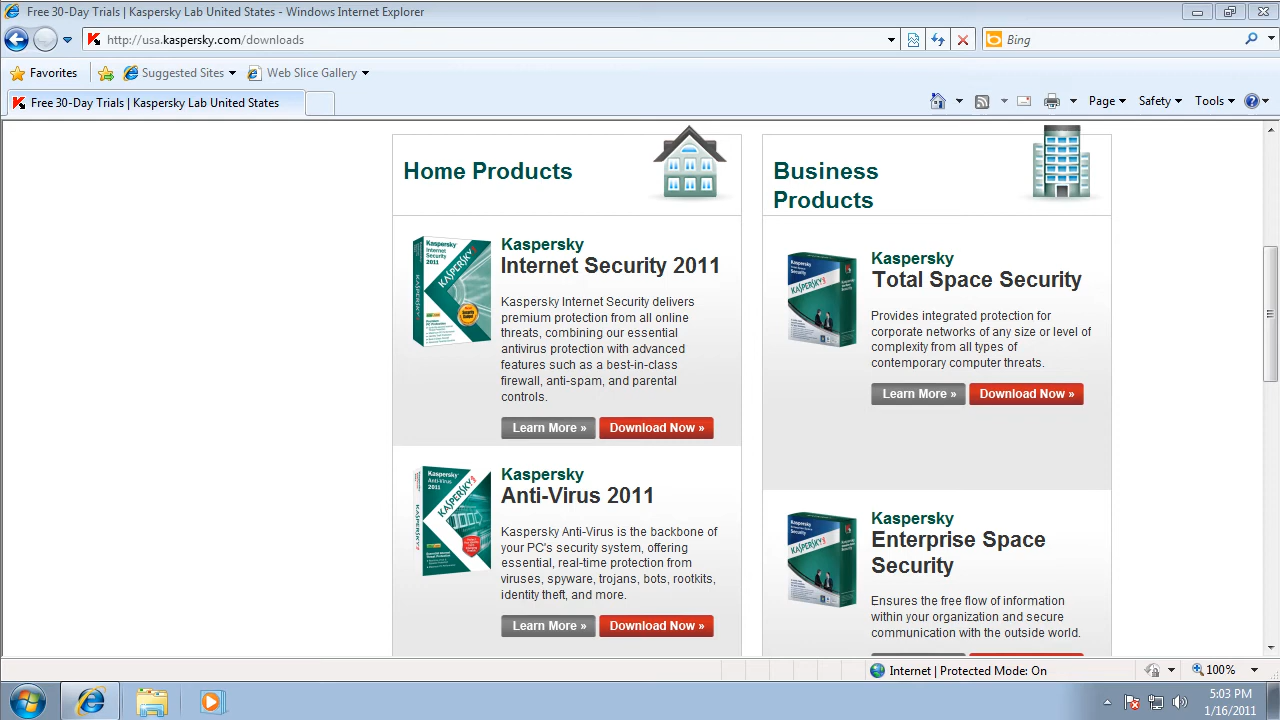 Free 30-Day Trials | Kaspersky Lab United States - Windows Internet Explorer
http://usa.kaspersky.com/downloads
Bing
Favorites
Suggested Sites
Web Slice Gallery
Free 30-Day Trials | Kaspersky Lab United States
Page
Safety
Tools
Home Products
Kaspersky
Internet Security 2011
Kaspersky Internet Security delivers
premium protection from all online
threats, combining our essential
antivirus protection with advanced
features such as a best-in-class
firewall, anti-spam, and parental
controls.
Learn More »
Download Now »
Kaspersky
Anti-Virus 2011
Kaspersky Anti-Virus is the backbone of
your PC's security system, offering
essential, real-time protection from
viruses, spyware, trojans, bots, rootkits,
identity theft, and more.
Learn More »
Download Now »
Business
Products
Kaspersky
Total Space Security
Provides integrated protection for
corporate networks of any size or level of
complexity from all types of
contemporary computer threats.
Learn More »
Download Now »
Kaspersky
Enterprise Space
Security
Ensures the free flow of information
within your organization and secure
communication with the outside world.
Internet | Protected Mode: On
100%
5:03 PM
1/16/2011